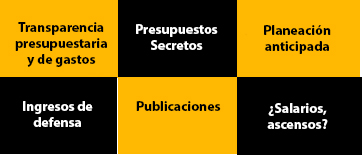 Transparencia
presupuestaria
y de gastos
Presupuestos
Secretos
Planeación
anticipada
Ingresos de
defensa
Publicaciones
¿Salarios,
ascensos?